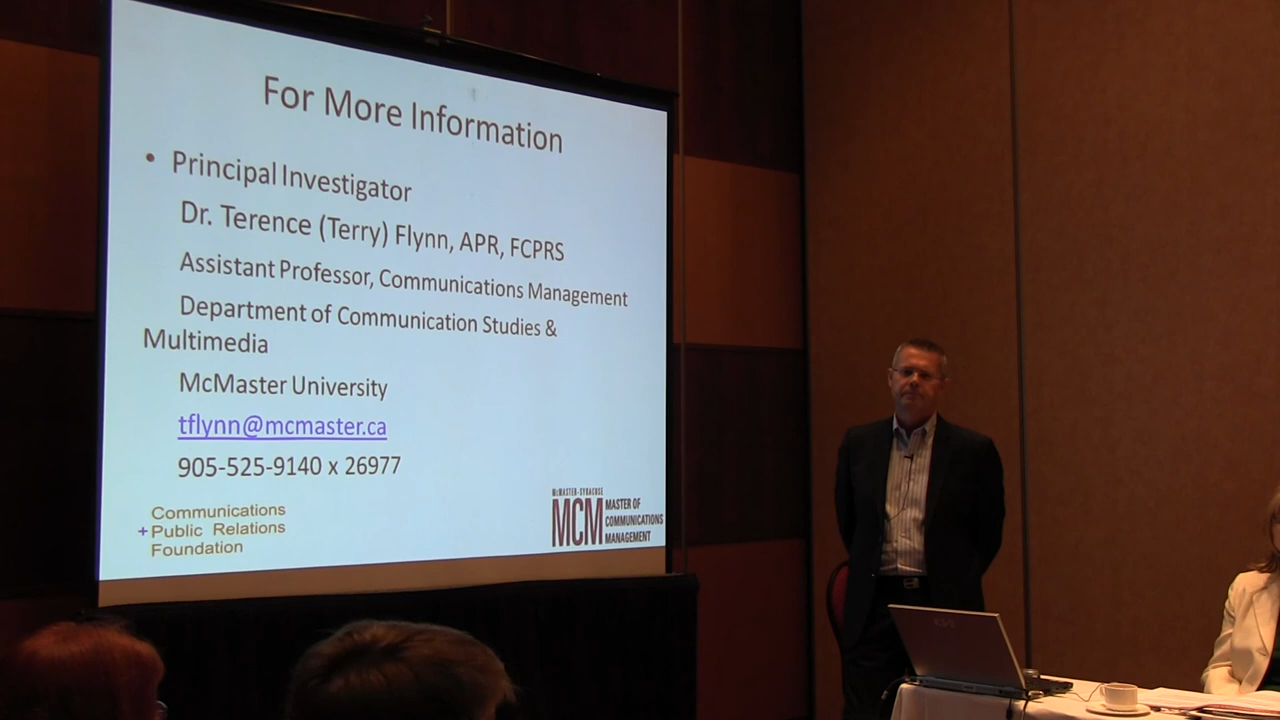 For More Information
• Principal Investigator
Dr. Terence (Terry) Flynn, APR, FCPRS
Assistant Professor, Communications Management
Department of Communication Studies &
Multimedia
McMaster University
tflynn@mcmaster.ca
905-525-9140 x 26977
Communications
+Public Relations
Foundation
McMASTER-SYRACUSE
MCM
MASTER OF
COMMUNICATIONS
MANAGEMENT